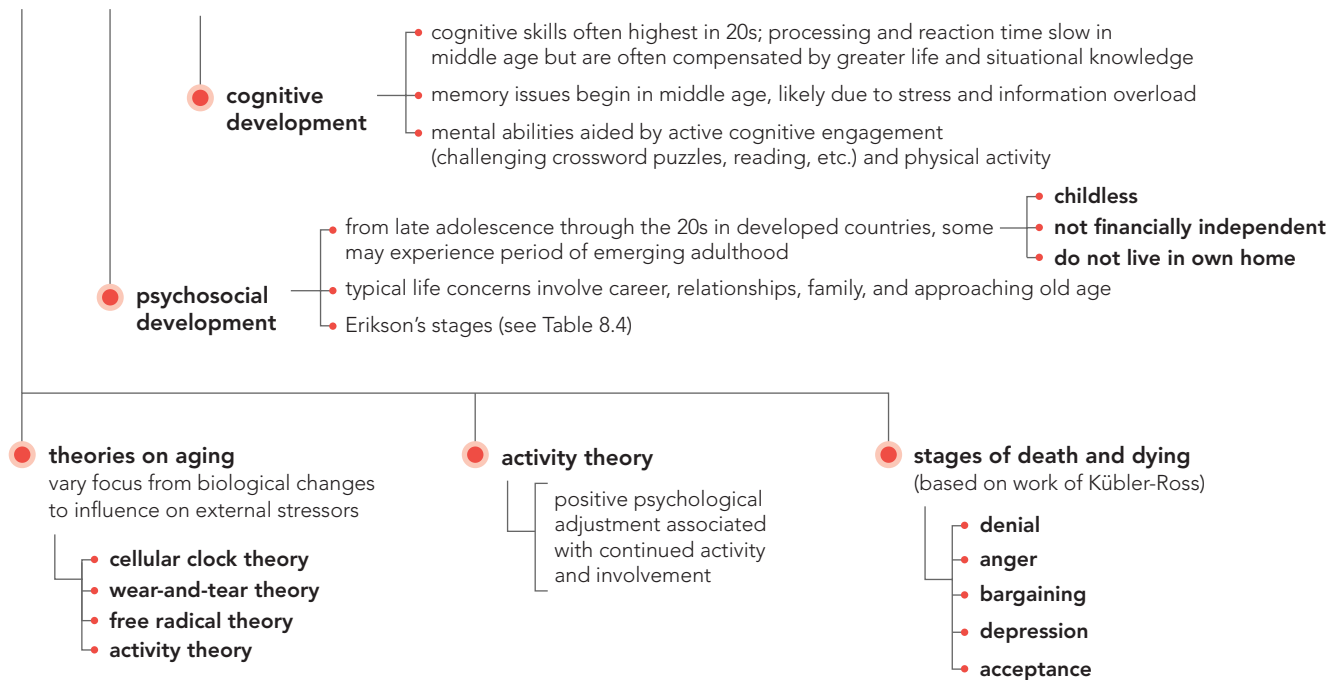 cognitive skills often highest in 20s; processing and reaction time slow in
middle age but are often compensated by greater life and situational knowledge
cognitive
development
memory issues begin in middle age, likely due to stress and information overload
mental abilities aided by active cognitive engagement
(challenging crossword puzzles, reading, etc.) and physical activity
psychosocial
development
from late adolescence through the 20s in developed countries, some
may experience period of emerging adulthood
childless
not financially independent
do not live in own home
typical life concerns involve career, relationships, family, and approaching old age
Erikson’s stages (see Table 8.4)
theories on aging
vary focus from biological changes
to influence on external stressors
cellular clock theory
wear-and-tear theory
free radical theory
activity theory
activity theory
positive psychological
adjustment associated
with continued activity
and involvement
stages of death and dying
(based on work of Kübler-Ross)
denial
anger
bargaining
depression
acceptance